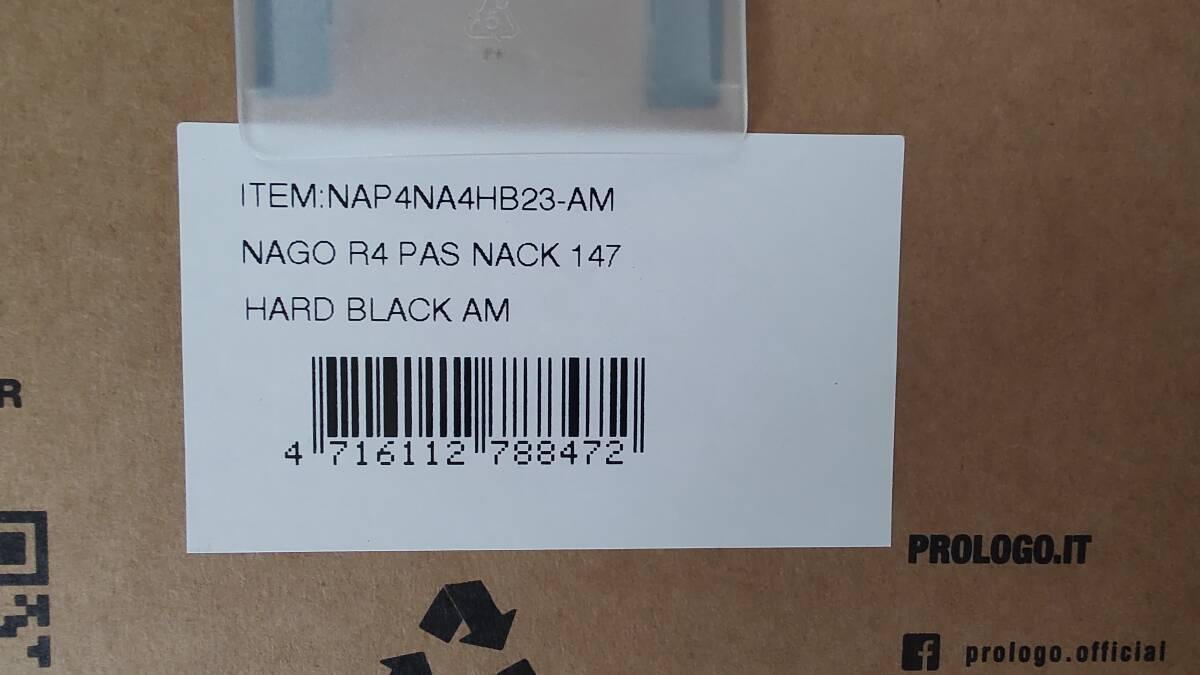 ITEM:NAP4NA4HB23-AM
NAGO R4 PAS NACK 147
HARD BLACK AM
4 716112 788472
R
PROLOGO.IT
prologo.official